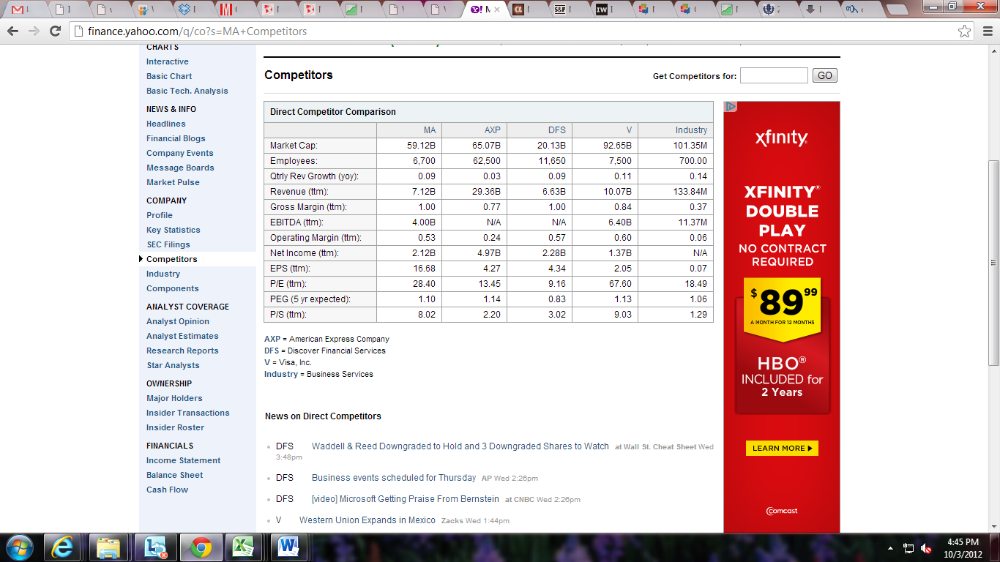 finance.yahoo.com/q/co?s=MA+Competitors
CHARTS
Interactive
Basic Chart
Basic Tech. Analysis
NEWS & INFO
Headlines
Financial Blogs
Company Events
Message Boards
Market Pulse
COMPANY
Profile
Key Statistics
SEC Filings
Competitors
Industry
Components
ANALYST COVERAGE
Analyst Opinion
Analyst Estimates
Research Reports
Star Analysts
OWNERSHIP
Major Holders
Insider Transactions
Insider Roster
FINANCIALS
Income Statement
Balance Sheet
Cash Flow
Competitors
Get Competitors for: GO
Direct Competitor Comparison
MA AXP DFS V Industry
Market Cap: 59.12B 65.07B 20.13B 92.65B 101.35M
Employees: 6,700 62,500 11,650 7,500 700.00
Qtrly Rev Growth (yoy): 0.09 0.03 0.09 0.11 0.14
Revenue (ttm): 7.12B 29.36B 6.63B 10.07B 133.84M
Gross Margin (ttm): 1.00 0.77 1.00 0.84 0.37
EBITDA (ttm): 4.00B N/A N/A 6.40B 11.37M
Operating Margin (ttm): 0.53 0.24 0.57 0.60 0.06
Net Income (ttm): 2.12B 4.97B 2.28B 1.37B N/A
EPS (ttm): 16.68 4.27 4.34 2.05 0.07
P/E (ttm): 28.40 13.45 9.16 67.60 18.49
PEG (5 yr expected): 1.10 1.14 0.83 1.13 1.06
P/S (ttm): 8.02 2.20 3.02 9.03 1.29
AXP = American Express Company
DFS = Discover Financial Services
V = Visa, Inc.
Industry = Business Services
News on Direct Competitors
DFS Waddell & Reed Downgraded to Hold and 3 Downgraded Shares to Watch at Wall St. Cheat Sheet Wed
3:48pm
DFS Business events scheduled for Thursday AP Wed 2:26pm
DFS [video] Microsoft Getting Praise From Bernstein at CNBC Wed 2:26pm
V Western Union Expands in Mexico Zacks Wed 1:44pm
xfinity
XFINITY®
DOUBLE
PLAY
NO CONTRACT
REQUIRED
$89.99
A MONTH FOR 12 MONTHS
HBO®
INCLUDED for
2 Years
LEARN MORE
comcast
4:45 PM
10/3/2012